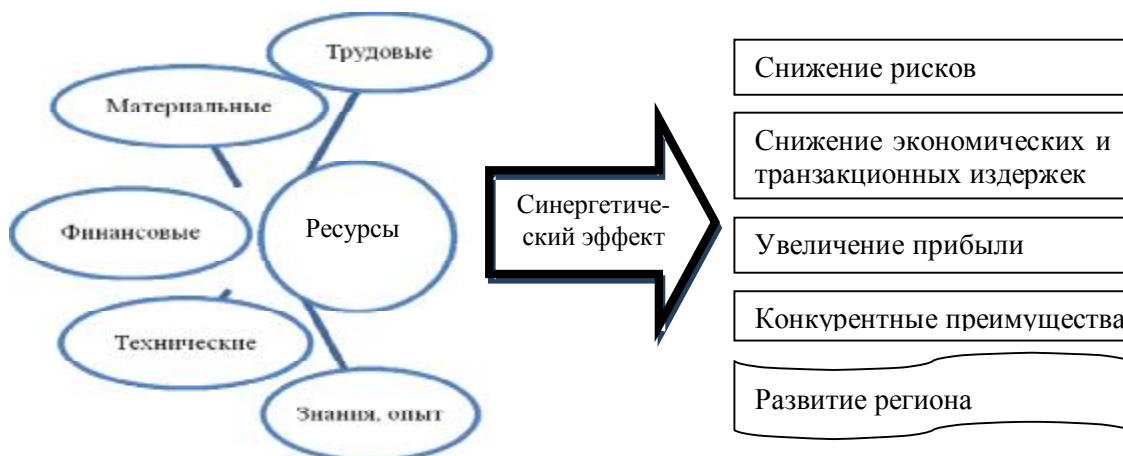 Трудовые
Материальные
Финансовые
Ресурсы
Технические
Знания, опыт
Синергетиче-
ский эффект
Снижение рисков
Снижение экономических и
транзакционных издержек
Увеличение прибыли
Конкурентные преимущества
Развитие региона